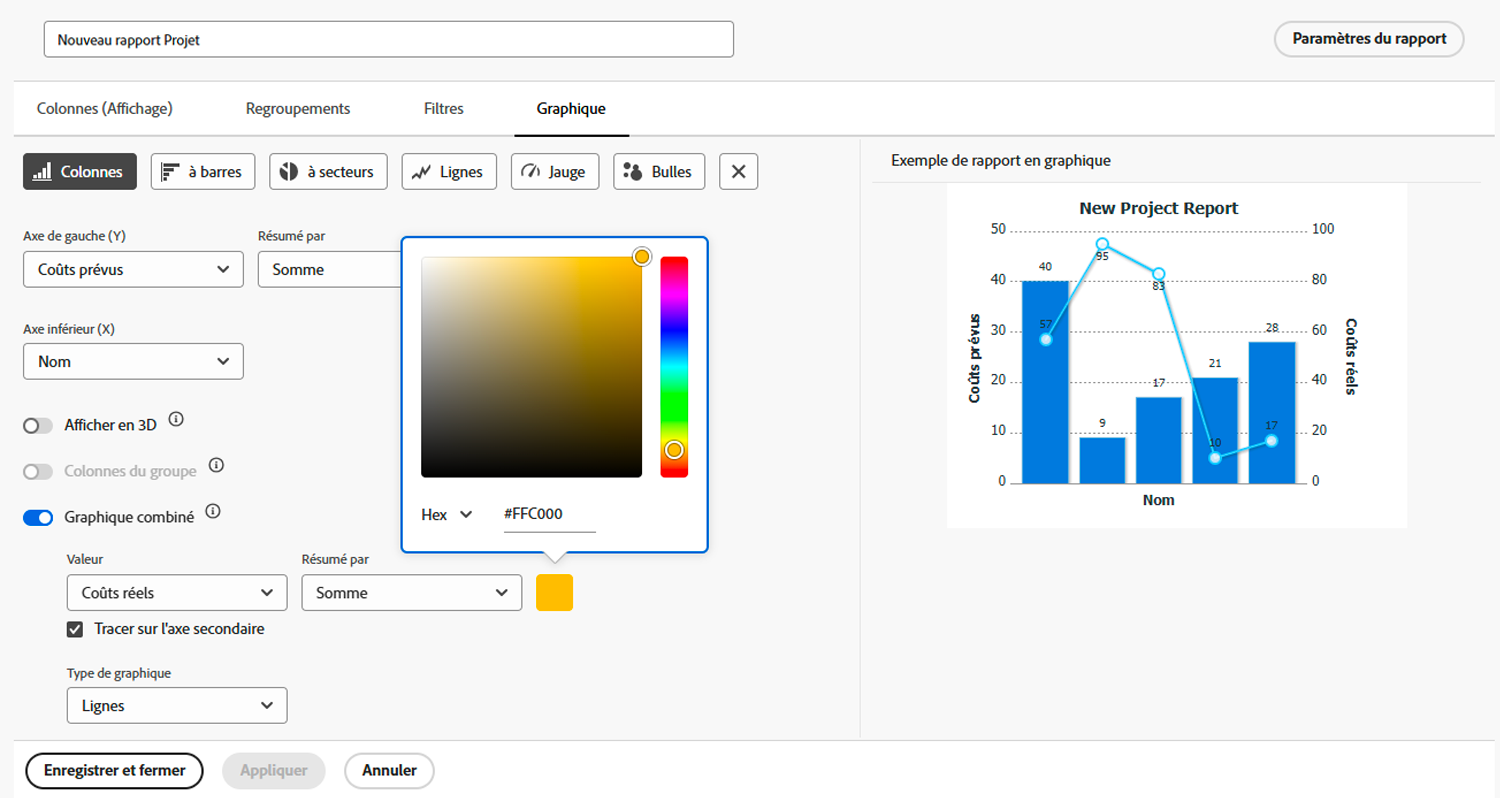 Nouveau rapport Projet
Paramètres du rapport
Colonnes (Affichage)
Regroupements
Filtres
Graphique
Colonnes
à barres
à secteurs
Lignes
Jauge
Bulles
Axe de gauche (Y)
Résumé par
Coûts prévus
Somme
Axe inférieur (X)
Nom
Afficher en 3D
Colonnes du groupe
Graphique combiné
Hex
#FFC000
Valeur
Résumé par
Coûts réels
Somme
Tracer sur l'axe secondaire
Type de graphique
Lignes
Enregistrer et fermer
Appliquer
Annuler
Exemple de rapport en graphique
New Project Report
50
40
30
20
10
0
Coûts prévus
40
9
17
21
28
57
95
83
10
17
100
80
60
40
20
0
Coûts réels
Nom